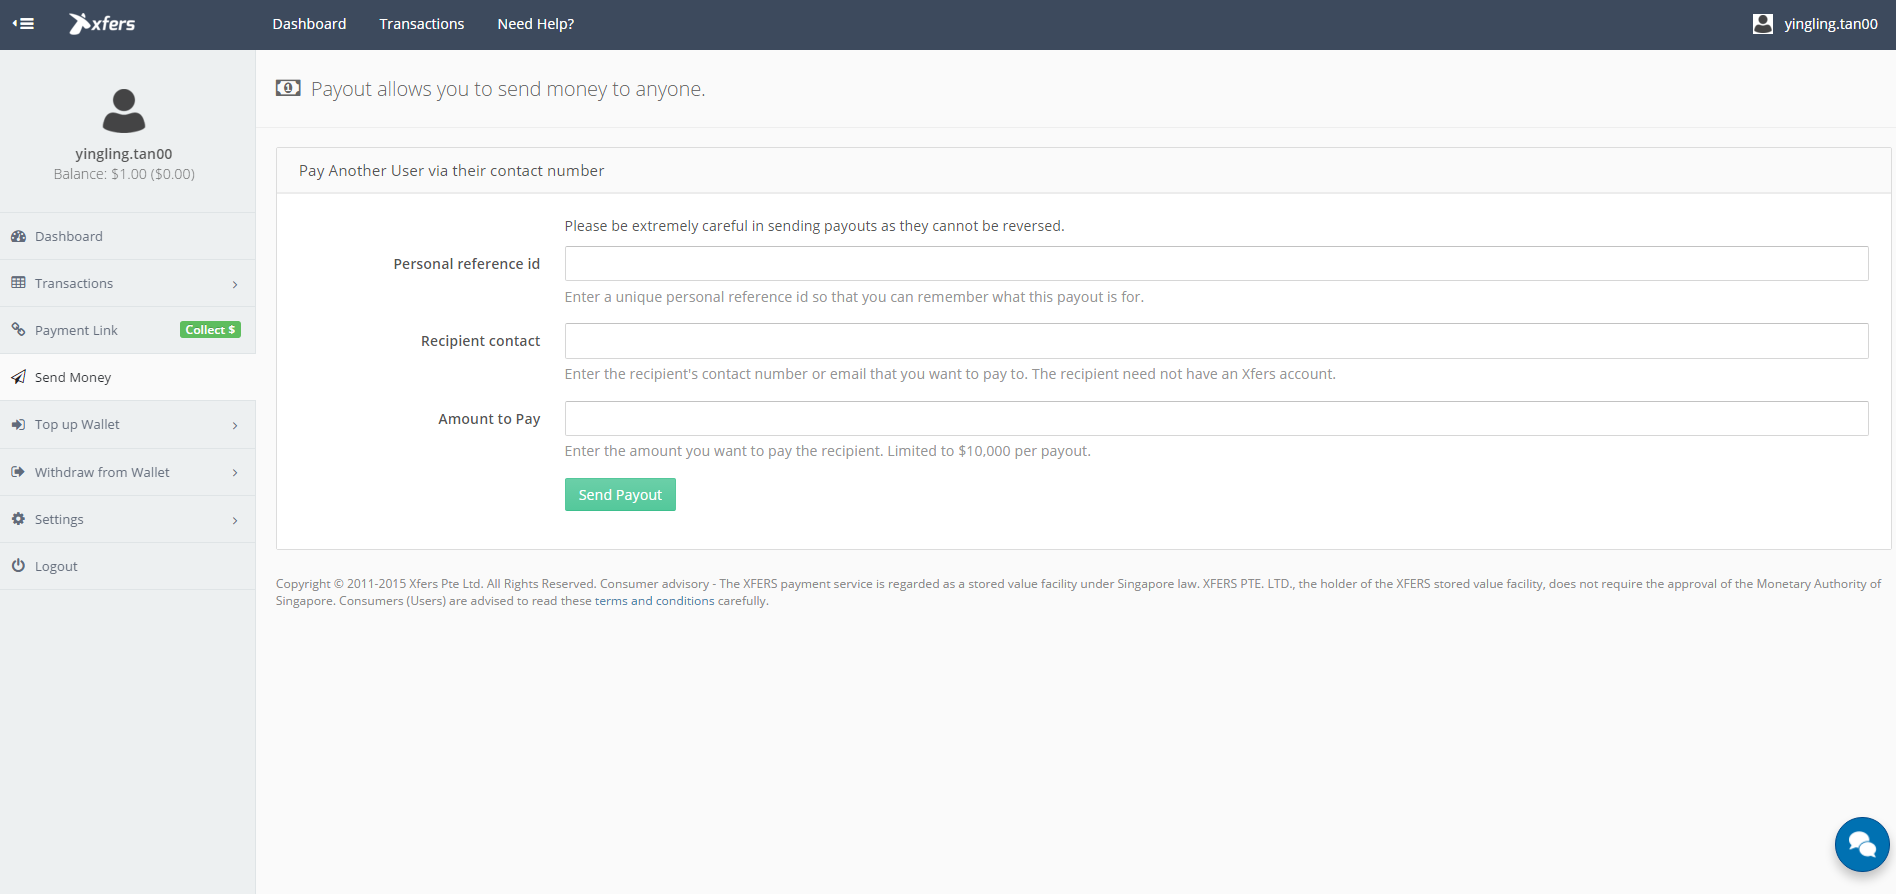 xfers
Dashboard
Transactions
Need Help?
yingling.tan00
yingling.tan00
Balance: $1.00 ($0.00)
Dashboard
Transactions
Payment Link
Collect $
Send Money
Top up Wallet
Withdraw from Wallet
Settings
Logout
Payout allows you to send money to anyone.
Pay Another User via their contact number
Please be extremely careful in sending payouts as they cannot be reversed.
Personal reference id
Enter a unique personal reference id so that you can remember what this payout is for.
Recipient contact
Enter the recipient's contact number or email that you want to pay to. The recipient need not have an Xfers account.
Amount to Pay
Enter the amount you want to pay the recipient. Limited to $10,000 per payout.
Send Payout
Copyright © 2011-2015 Xfers Pte Ltd. All Rights Reserved. Consumer advisory - The XFERS payment service is regarded as a stored value facility under Singapore law. XFERS PTE. LTD., the holder of the XFERS stored value facility, does not require the approval of the Monetary Authority of
Singapore. Consumers (Users) are advised to read these terms and conditions carefully.